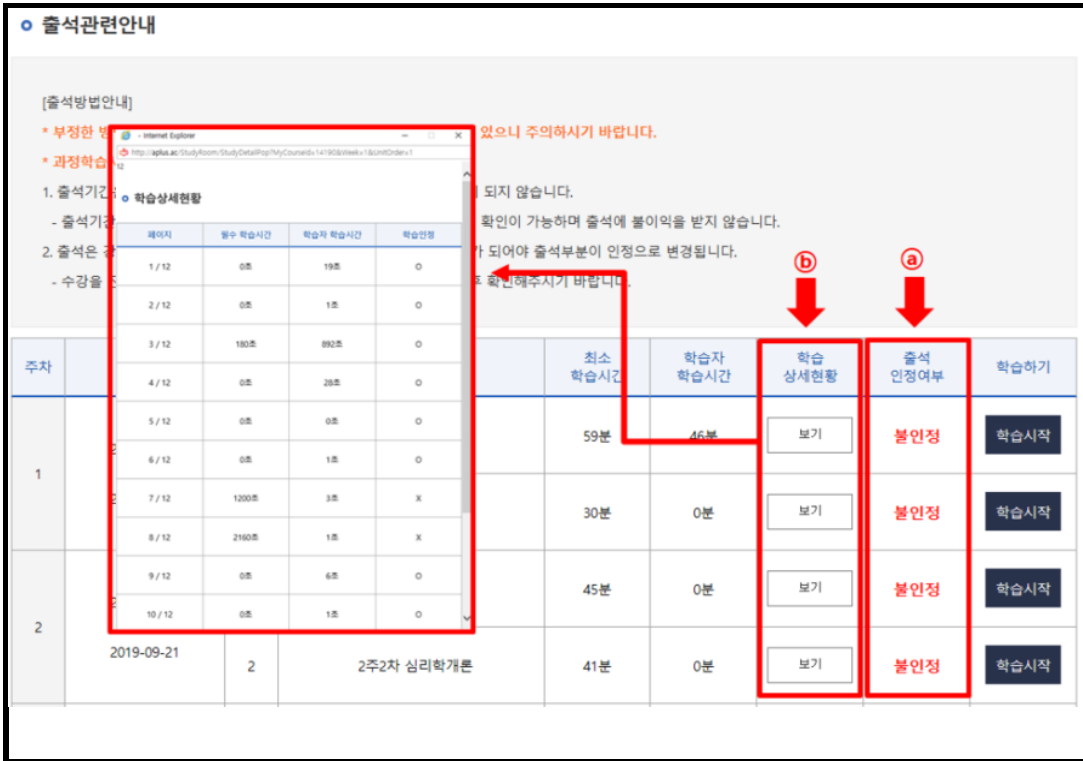 출석관련안내
[출석방법안내]
* 부정한 방 있으니 주의하시기 바랍니다.
* 과정학습
1. 출석기간 되지 않습니다.
- 출석기간 확인이 가능하며 출석에 불이익을 받지 않습니다.
2. 출석은 강 가 되어야 출석부분이 인정으로 변경됩니다.
- 수강을 후 확인해주시기 바랍니다.
- Internet Explorer
http://aplus.ac/StudyRoom/StudyDetailPop?MyCourseId=14190&Week=1&UnitOrder=1
12
학습상세현황
페이지 필수 학습시간 학습자 학습시간 학습인정
1 / 12 0초 19초 O
2 / 12 0초 1초 O
3 / 12 180초 892초 O
4 / 12 0초 28초 O
5 / 12 0초 0초 O
6 / 12 0초 1초 O
7 / 12 1200초 3초 X
8 / 12 2160초 1초 X
9 / 12 0초 6초 O
10 / 12 0초 1초 O
ⓑ ⓐ
주차 최소 학습시간 학습자 학습시간 학습 상세현황 출석 인정여부 학습하기
1 59분 46분 보기 불인정 학습시작
30분 0분 보기 불인정 학습시작
2 45분 0분 보기 불인정 학습시작
2019-09-21 2 2주2차 심리학개론 41분 0분 보기 불인정 학습시작